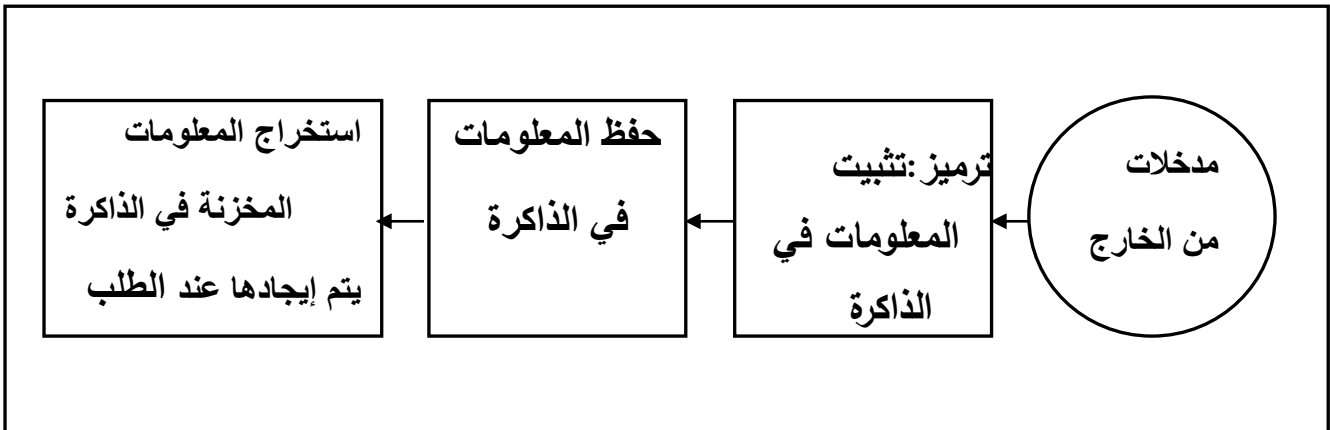 مدخلات
من الخارج
ترميز :تثبيت
المعلومات في
الذاكرة
حفظ المعلومات
في الذاكرة
استخراج المعلومات
المخزنة في الذاكرة
يتم إيجادها عند الطلب